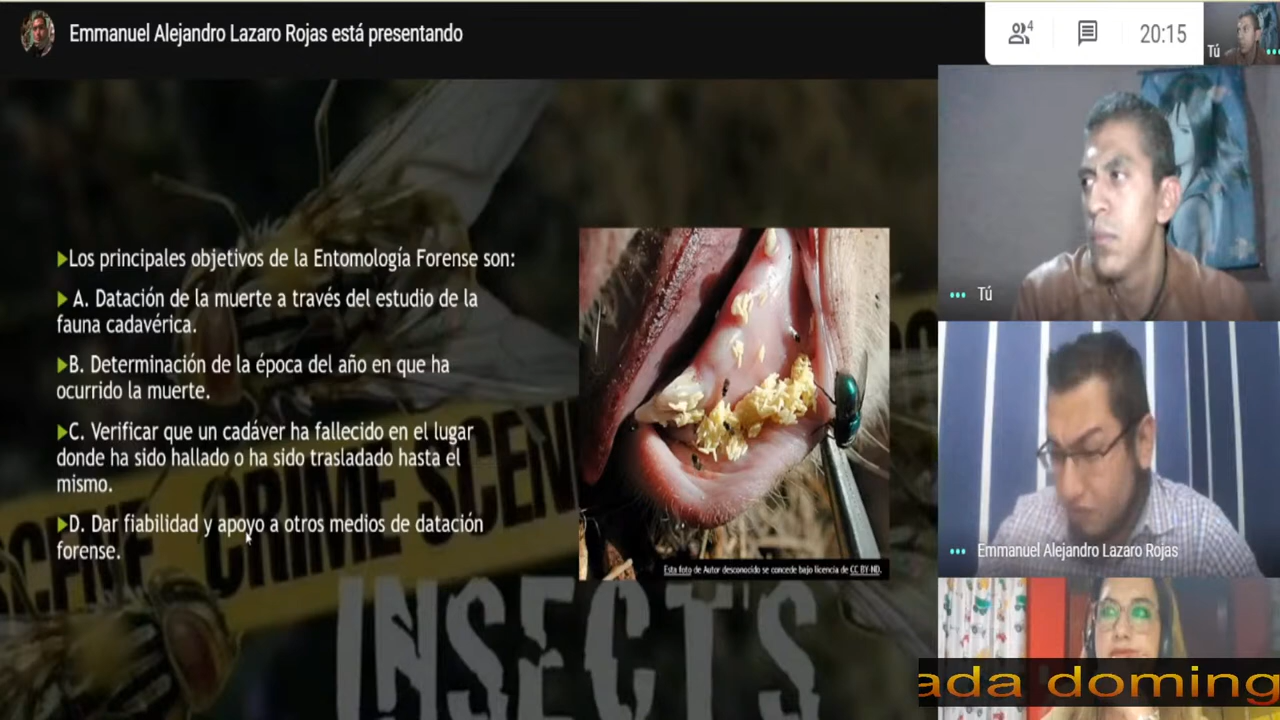 Emmanuel Alejandro Lazaro Rojas está presentando
4
20:15
Tú
Tú
▶Los principales objetivos de la Entomología Forense son:
▶ A. Datación de la muerte a través del estudio de la
fauna cadavérica.
▶B. Determinación de la época del año en que ha
ocurrido la muerte.
▶C. Verificar que un cadáver ha fallecido en el lugar
donde ha sido hallado o ha sido trasladado hasta el
mismo.
▶D. Dar fiabilidad y apoyo a otros medios de datación
forense.
Esta foto de Autor desconocido se concede bajo licencia de CC BY-ND.
SCENE CRIME SCEN
INSECTS
Emmanuel Alejandro Lazaro Rojas
ada doming